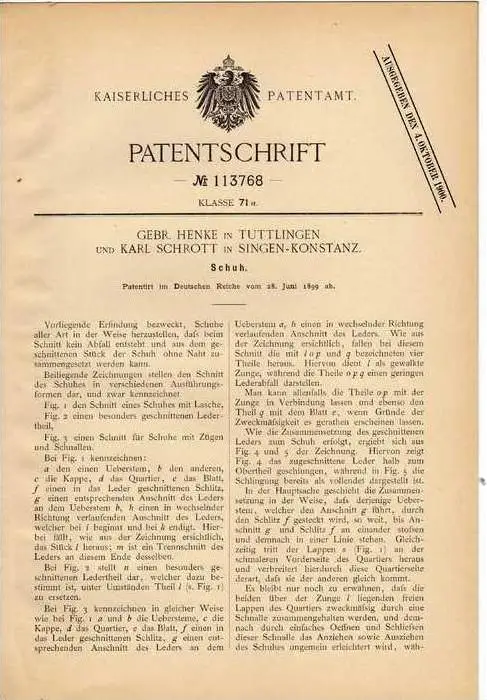 KAISERLICHES PATENTAMT.
AUSGEGEBEN DEN 4. OKTOBER 1900.
PATENTSCHRIFT
— № 113768 —
KLASSE 71a.
GEBR. HENKE IN TUTTLINGEN
UND KARL SCHROTT IN SINGEN-KONSTANZ.
Schuh.
Patentirt im Deutschen Reiche vom 28. Juni 1899 ab.
Vorliegende Erfindung bezweckt, Schuhe
aller Art in der Weise herzustellen, daß beim
Schnitt kein Abfall entsteht und aus dem ge-
schnittenen Stück der Schuh ohne Naht zu-
sammengesetzt werden kann.
Beiliegende Zeichnungen stellen den Schnitt
des Schuhes in verschiedenen Ausführungs-
formen dar, und zwar kennzeichnet
Fig. 1 den Schnitt eines Schuhes mit Lasche,
Fig. 2 einen besonders geschnittenen Leder-
theil,
Fig. 3 einen Schnitt für Schuhe mit Zügen
und Schnallen.
Bei Fig. 1 kennzeichnen:
a den einen Ueberstem, b den anderen,
c die Kappe, d das Quartier, e das Blatt,
f einen in das Leder geschnittenen Schlitz,
g einen entsprechenden Anschnitt des Leders
an dem Ueberstem b, h einen in wechselnder
Richtung verlaufenden Anschnitt des Leders,
welcher bei i beginnt und bei k endigt. Hier-
bei fällt, wie aus der Zeichnung ersichtlich,
das Stück l heraus; m ist ein Trennschnitt des
Leders an diesem Ende desselben.
Bei Fig. 2 stellt n einen besonders ge-
schnittenen Ledertheil dar, welcher dazu be-
stimmt ist, unter Umständen Theil l (s. Fig. 1)
zu ersetzen.
Bei Fig. 3 kennzeichnen in gleicher Weise
wie bei Fig. 1 a und b die Uebersteme, c die
Kappe, d das Quartier, e das Blatt, f einen in
das Leder geschnittenen Schlitz, g einen ent-
sprechenden Anschnitt des Leders an dem
Ueberstem a, h einen in wechselnder Richtung
verlaufenden Anschnitt des Leders. Wie aus
der Zeichnung ersichtlich, fallen bei diesem
Schnitt die mit l o p und q bezeichneten vier
Theile heraus. Hiervon dient l als gewalkte
Zunge, während die Theile o p q einen geringen
Lederabfall darstellen.
Man kann allenfalls die Theile o p mit der
Zunge l in Verbindung lassen und ebenso den
Theil q mit dem Blatt e, wenn Gründe der
Zweckmäßigkeit es gerathen erscheinen lassen.
Wie die Zusammensetzung des geschnittenen
Leders zum Schuh erfolgt, ergiebt sich aus
Fig. 4 und 5 der Zeichnung. Hiervon zeigt
Fig. 4 das zugeschnittene Leder halb zum
Obertheil geschlungen, während in Fig. 5 die
Schlingung bereits als vollendet dargestellt ist.
In der Hauptsache geschieht die Zusammen-
setzung in der Weise, daß derjenige Ueber-
stem, welcher den Anschnitt g führt, durch
den Schlitz f gesteckt wird, so weit, bis An-
schnitt g und Schlitz f an einander stoßen
und demnach in einer Linie stehen. Gleich-
zeitig tritt der Lappen s (Fig. 1) an der
schmaleren Vorderseite des Quartiers heraus
und verbreitert hierdurch diese Quartierseite
derart, daß sie der anderen gleich kommt.
Es bleibt nur noch zu erwähnen, daß die
beiden über der Zunge l liegenden freien
Lappen des Quartiers zweckmäßig durch eine
Schnalle zusammengehalten werden, und dem-
nach durch einfaches Oeffnen und Schließen
dieser Schnalle das Anziehen sowie Ausziehen
des Schuhes ungemein erleichtert wird, wäh-